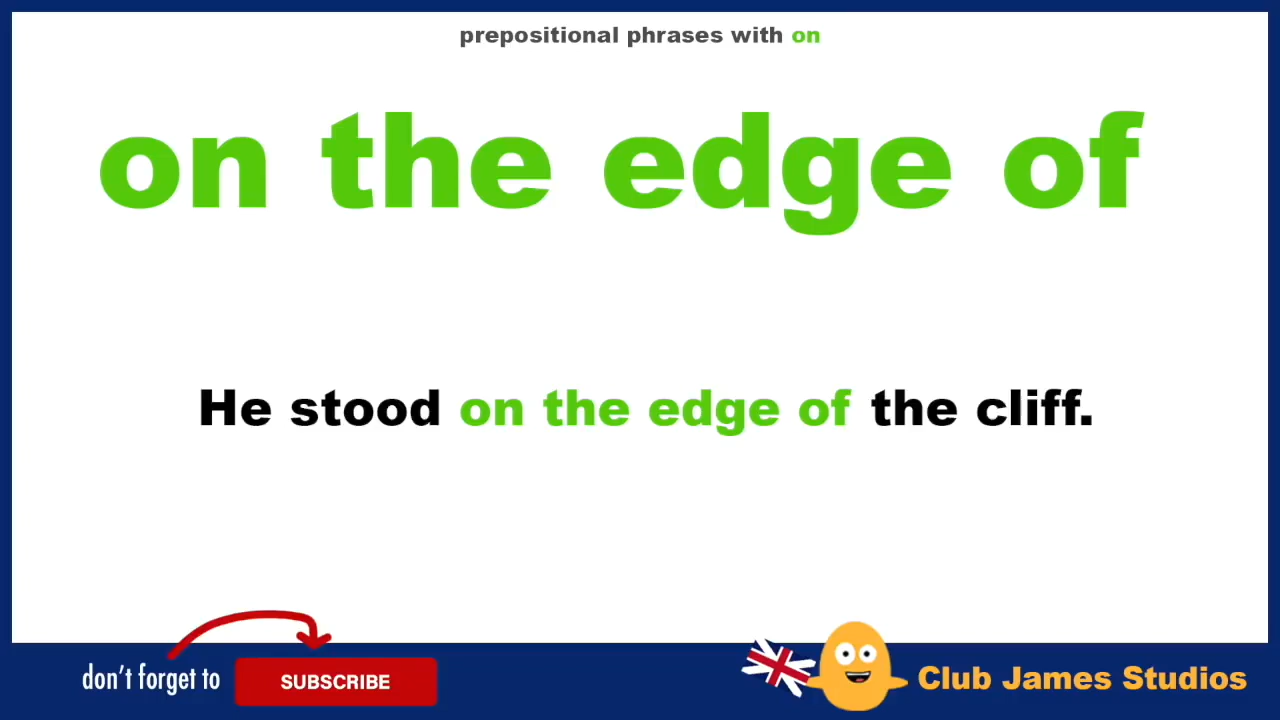 prepositional phrases with on
on the edge of
He stood on the edge of the cliff.
don't forget to
SUBSCRIBE
Club James Studios